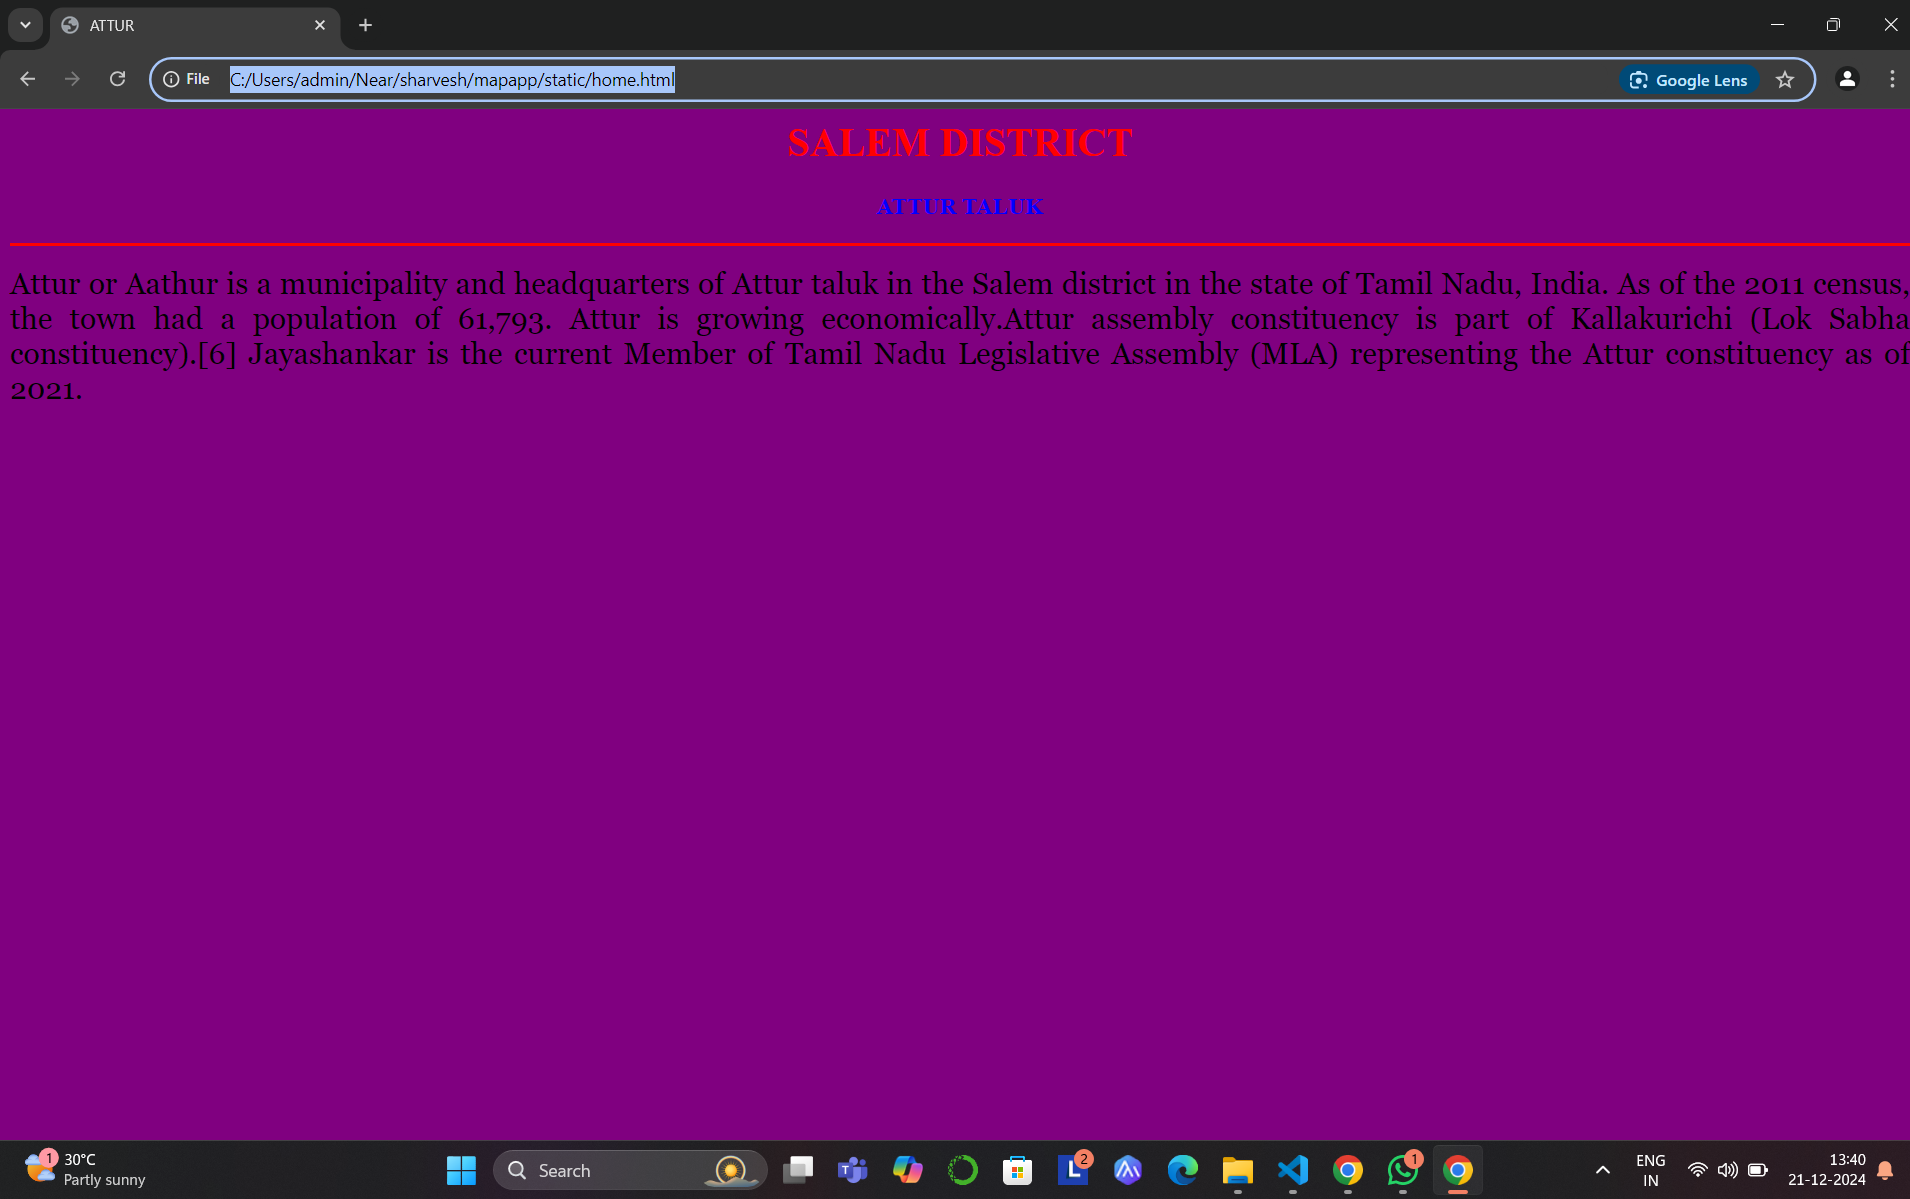 ATTUR
File
C:/Users/admin/Near/sharvesh/mapapp/static/home.html
Google Lens
SALEM DISTRICT
ATTUR TALUK
Attur or Aathur is a municipality and headquarters of Attur taluk in the Salem district in the state of Tamil Nadu, India. As of the 2011 census,
the town had a population of 61,793. Attur is growing economically.Attur assembly constituency is part of Kallakurichi (Lok Sabha
constituency).[6] Jayashankar is the current Member of Tamil Nadu Legislative Assembly (MLA) representing the Attur constituency as of
2021.
1
30°C
Partly sunny
Search
T
L
2
1
ENG
IN
13:40
21-12-2024